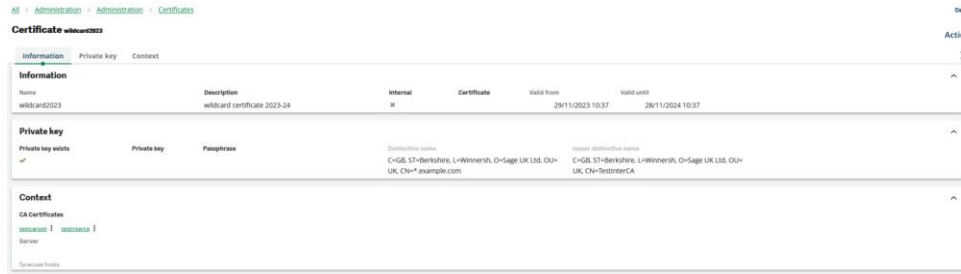 All > Administration > Administration > Certificates
De
Certificate wildcard2023
Acti
Information Private key Context
Information
Name Description Internal Certificate Valid from Valid until
wildcard2023 wildcard certificate 2023-24 × 29/11/2023 10:37 28/11/2024 10:37
Private key
Private key exists Private key Passphrase Distinctive name Issuer distinctive name
C=GB, ST=Berkshire, L=Winnersh, O=Sage UK Ltd, OU= C=GB, ST=Berkshire, L=Winnersh, O=Sage UK Ltd, OU=
UK, CN=*.example.com UK, CN=TestInterCA
Context
CA Certificates
testcaroot
Server
Syracuse hosts